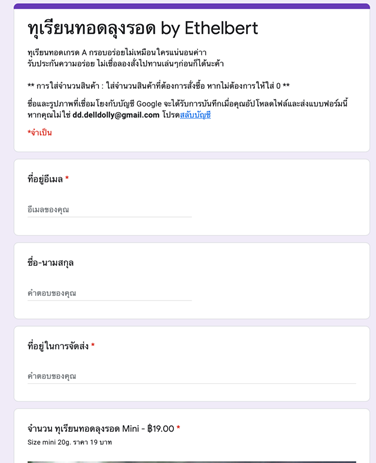 ทุเรียนทอดลุงรอด by Ethelbert
ทุเรียนทอดเกรด A กรอบอร่อยไม่เหมือนใครแน่นอนค่าา
รับประกันความอร่อย ไม่เชื่อลองสั่งไปทานเล่นๆก่อนก็ได้นะค้า
** การใส่จำนวนสินค้า : ใส่จำนวนสินค้าที่ต้องการสั่งซื้อ หากไม่ต้องการให้ใส่ 0 **
ชื่อและรูปภาพที่เชื่อมโยงกับบัญชี Google จะได้รับการบันทึกเมื่อคุณอัปโหลดไฟล์และส่งแบบฟอร์มนี้
หากคุณไม่ใช่ dd.delldolly@gmail.com โปรดสลับบัญชี
*จำเป็น
ที่อยู่อีเมล *
อีเมลของคุณ
ชื่อ-นามสกุล
คำตอบของคุณ
ที่อยู่ในการจัดส่ง *
คำตอบของคุณ
จำนวน ทุเรียนทอดลุงรอด Mini - ฿19.00 *
Size mini 20g. ราคา 19 บาท